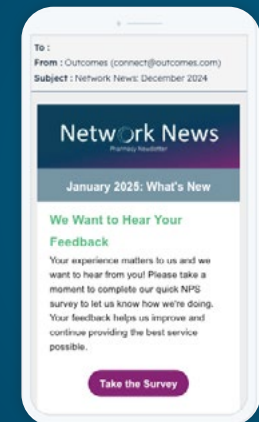 To :
From : Outcomes (connect@outcomes.com)
Subject : Network News: December 2024
Network News
Pharmacy Newsletter
January 2025: What's New
We Want to Hear Your
Feedback
Your experience matters to us and we
want to hear from you! Please take a
moment to complete our quick NPS
survey to let us know how we're doing.
Your feedback helps us improve and
continue providing the best service
possible.
Take the Survey